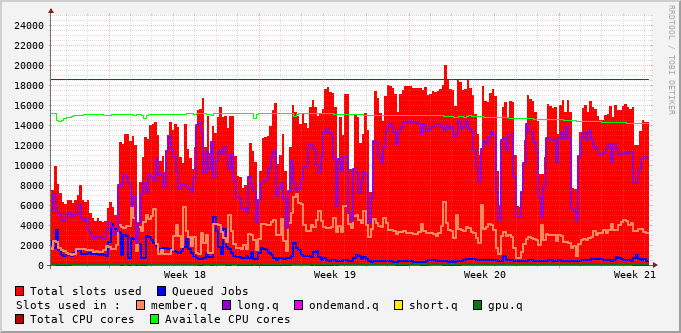 RRDTOOL / TOBI OETIKER
24000
22000
20000
18000
16000
14000
12000
10000
8000
6000
4000
2000
0
Week 18 Week 19 Week 20 Week 21
Total slots used Queued Jobs
Slots used in : member.q long.q ondemand.q short.q gpu.q
Total CPU cores Availale CPU cores